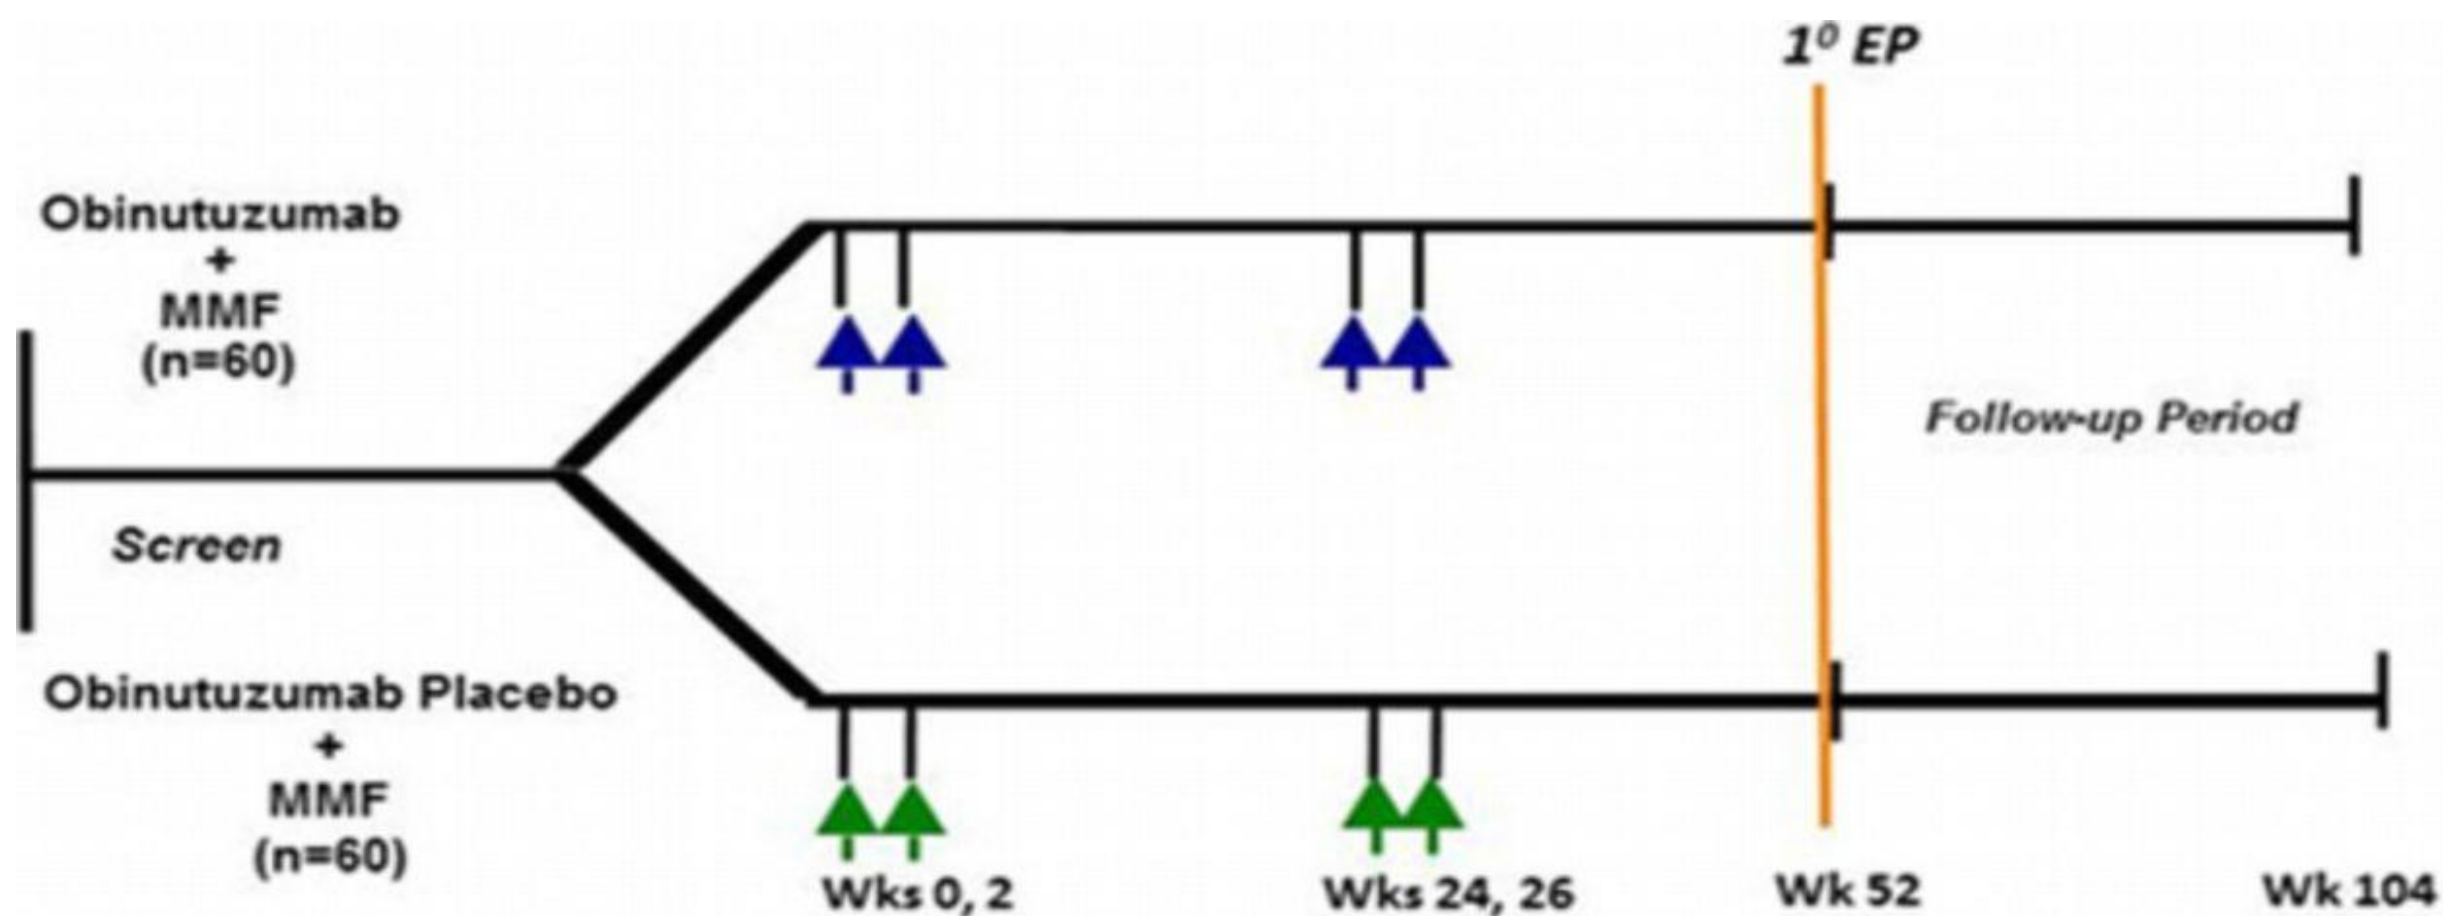 1⁰ EP
Obinutuzumab
+
MMF
(n=60)
Follow-up Period
Screen
Obinutuzumab Placebo
+
MMF
(n=60)
Wks 0, 2
Wks 24, 26
Wk 52
Wk 104